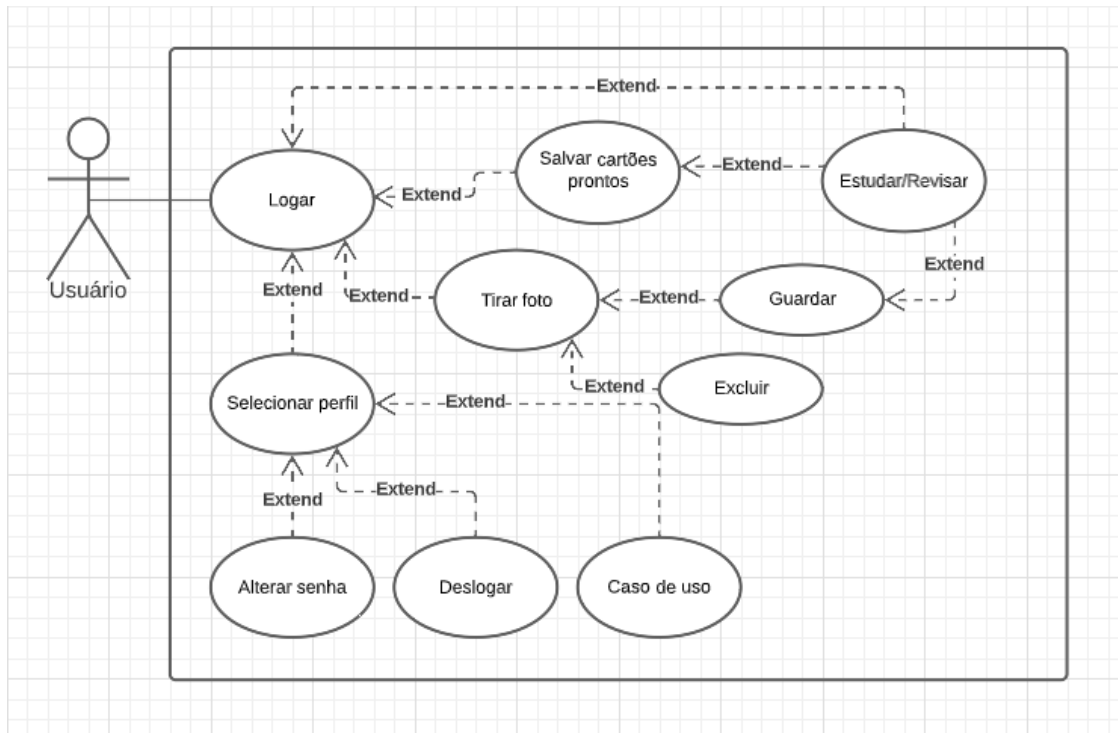 Extend
Salvar cartões
prontos
Extend
Estudar/Revisar
Logar
Extend
Usuário
Extend
Extend
Tirar foto
Extend
Guardar
Extend
Selecionar perfil
Extend
Extend
Excluir
Extend
Extend
Alterar senha
Deslogar
Caso de uso